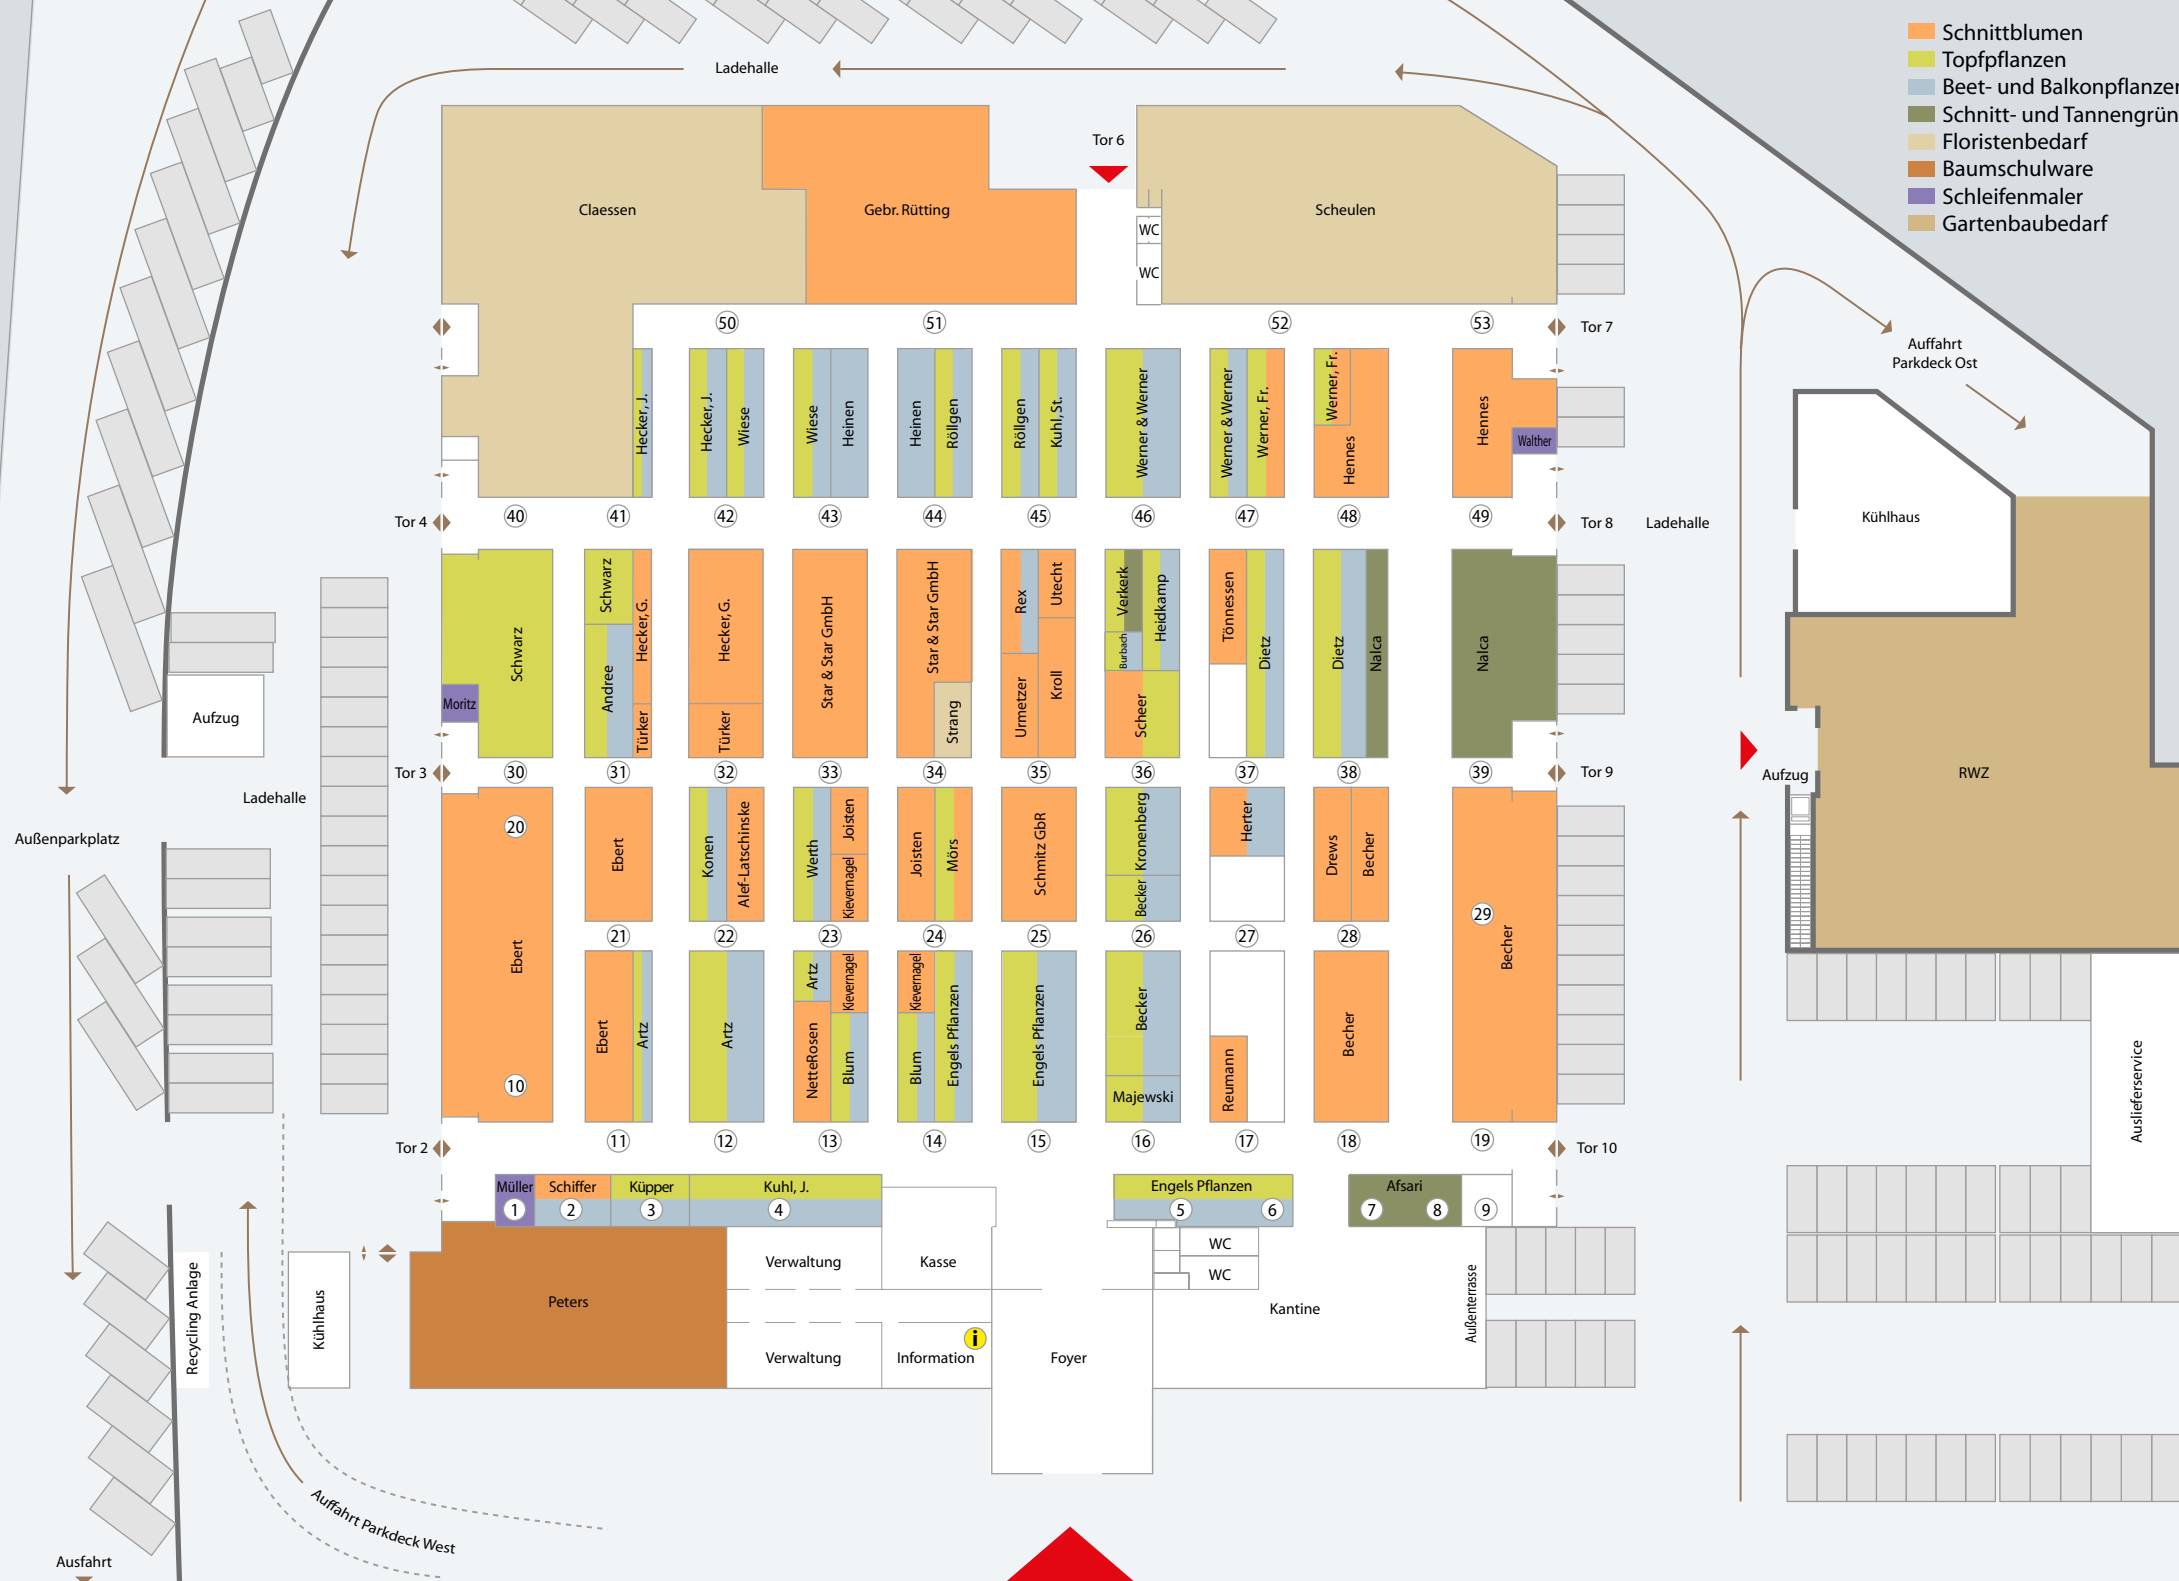 Schnittblumen
Topfpflanzen
Beet- und Balkonpflanzen
Schnitt- und Tannengrün
Floristenbedarf
Baumschulware
Schleifenmaler
Gartenbaubedarf
Ladehalle
Tor 6
Claessen
Gebr. Rütting
Scheulen
WC
WC
50
51
52
53
Tor 7
Auffahrt
Parkdeck Ost
Hecker, J.
Hecker, J.
Wiese
Wiese
Heinen
Heinen
Röllgen
Röllgen
Kuhl, St.
Werner & Werner
Werner & Werner
Werner, Fr.
Werner, Fr.
Hennes
Hennes
Walther
Tor 4
40
41
42
43
44
45
46
47
48
49
Tor 8
Ladehalle
Kühlhaus
Schwarz
Moritz
Schwarz
Andree
Hecker, G.
Türker
Hecker, G.
Türker
Star & Star GmbH
Star & Star GmbH
Strang
Rex
Urmetzer
Utecht
Kroll
Verkerk
Burbach
Heidkamp
Scheer
Tönnessen
Dietz
Dietz
Nalca
Nalca
Aufzug
Tor 3
30
31
32
33
34
35
36
37
38
39
Tor 9
Aufzug
RWZ
Ladehalle
Außenparkplatz
20
Ebert
10
Ebert
Konen
Alef-Latschinske
Werth
Joisten
Kievernagel
Joisten
Mörs
Schmitz GbR
Kronenberg
Becker
Herter
Drews
Becher
29
Becher
21
22
23
24
25
26
27
28
Ebert
Artz
Artz
Artz
NetteRosen
Kievernagel
Blum
Kievernagel
Blum
Engels Pflanzen
Engels Pflanzen
Becker
Majewski
Reumann
Becher
Auslieferservice
Tor 2
11
12
13
14
15
16
17
18
19
Tor 10
Müller
1
Schiffer
2
Küpper
3
Kuhl, J.
4
Engels Pflanzen
5
6
Afsari
7
8
9
Peters
Verwaltung
Kasse
WC
WC
Kantine
Außenterrasse
Verwaltung
Information
i
Foyer
Recycling Anlage
Kühlhaus
Auffahrt Parkdeck West
Ausfahrt